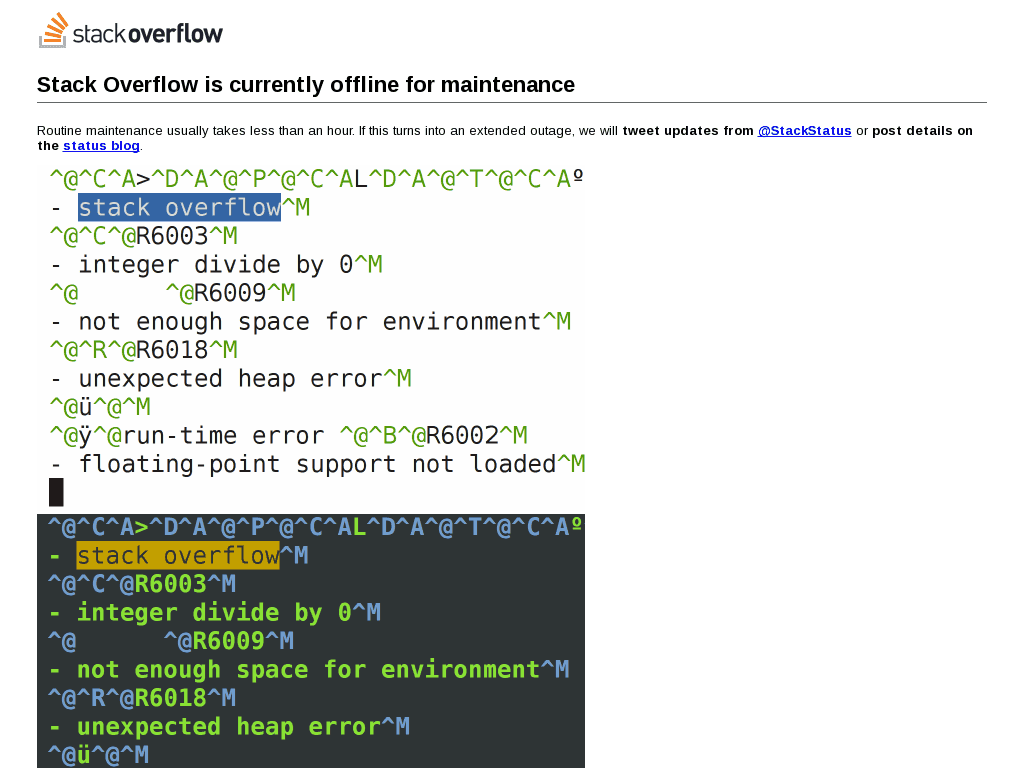 stackoverflow
Stack Overflow is currently offline for maintenance
Routine maintenance usually takes less than an hour. If this turns into an extended outage, we will tweet updates from @StackStatus or post details on
the status blog.
^@^C^A>^D^A^@^P^@^C^AL^D^A^@^T^@^C^Aº
- stack overflow^M
^@^C^@R6003^M
- integer divide by 0^M
^@      ^@R6009^M
- not enough space for environment^M
^@^R^@R6018^M
- unexpected heap error^M
^@ü^@^M
^@ÿ^@run-time error ^@^B^@R6002^M
- floating-point support not loaded^M
^@^C^A>^D^A^@^P^@^C^AL^D^A^@^T^@^C^Aº
- stack overflow^M
^@^C^@R6003^M
- integer divide by 0^M
^@      ^@R6009^M
- not enough space for environment^M
^@^R^@R6018^M
- unexpected heap error^M
^@ü^@^M